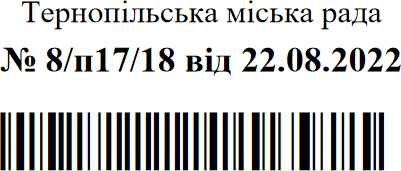 Тернопільська міська рада
№ 8/п17/18 від 22.08.2022